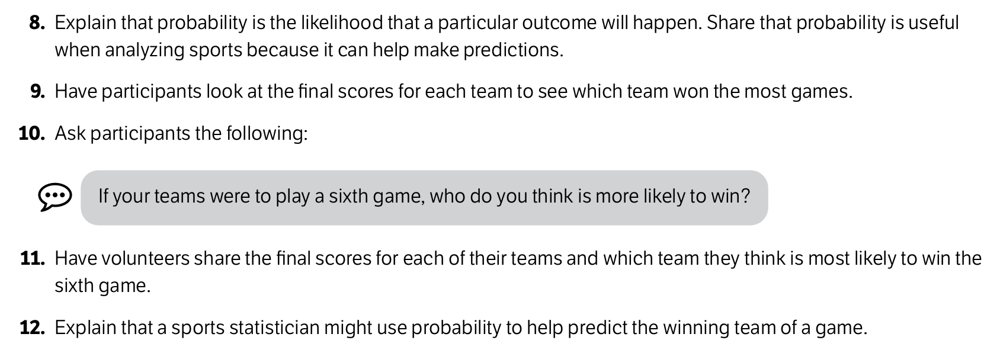 8. Explain that probability is the likelihood that a particular outcome will happen. Share that probability is useful
when analyzing sports because it can help make predictions.
9. Have participants look at the final scores for each team to see which team won the most games.
10. Ask participants the following:
If your teams were to play a sixth game, who do you think is more likely to win?
11. Have volunteers share the final scores for each of their teams and which team they think is most likely to win the
sixth game.
12. Explain that a sports statistician might use probability to help predict the winning team of a game.